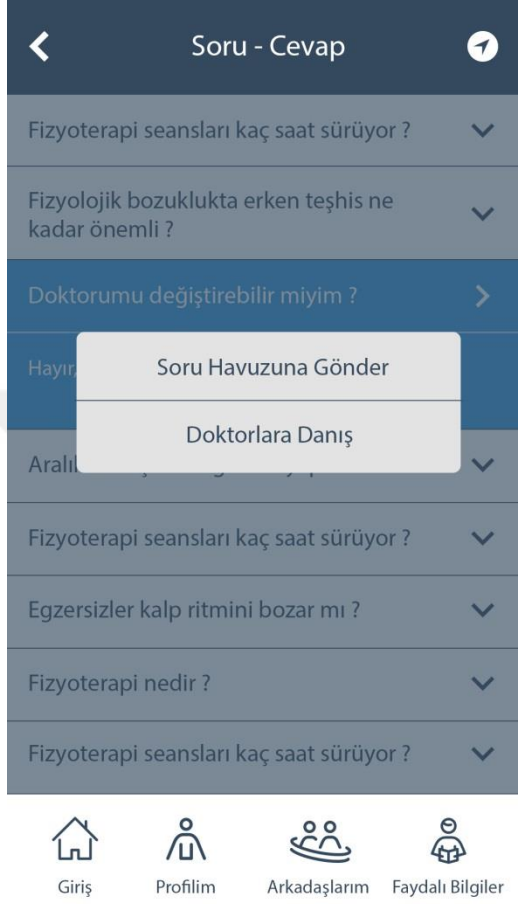 Soru - Cevap
Fizyoterapi seansları kaç saat sürüyor ?
Fizyolojik bozuklukta erken teşhis ne
kadar önemli ?
Doktorumu değiştirebilir miyim ?
Hayır,
Soru Havuzuna Gönder
Doktorlara Danış
Fizyoterapi seansları kaç saat sürüyor ?
Egzersizler kalp ritmini bozar mı ?
Fizyoterapi nedir ?
Fizyoterapi seansları kaç saat sürüyor ?
Giriş
Profilim
Arkadaşlarım
Faydalı Bilgiler